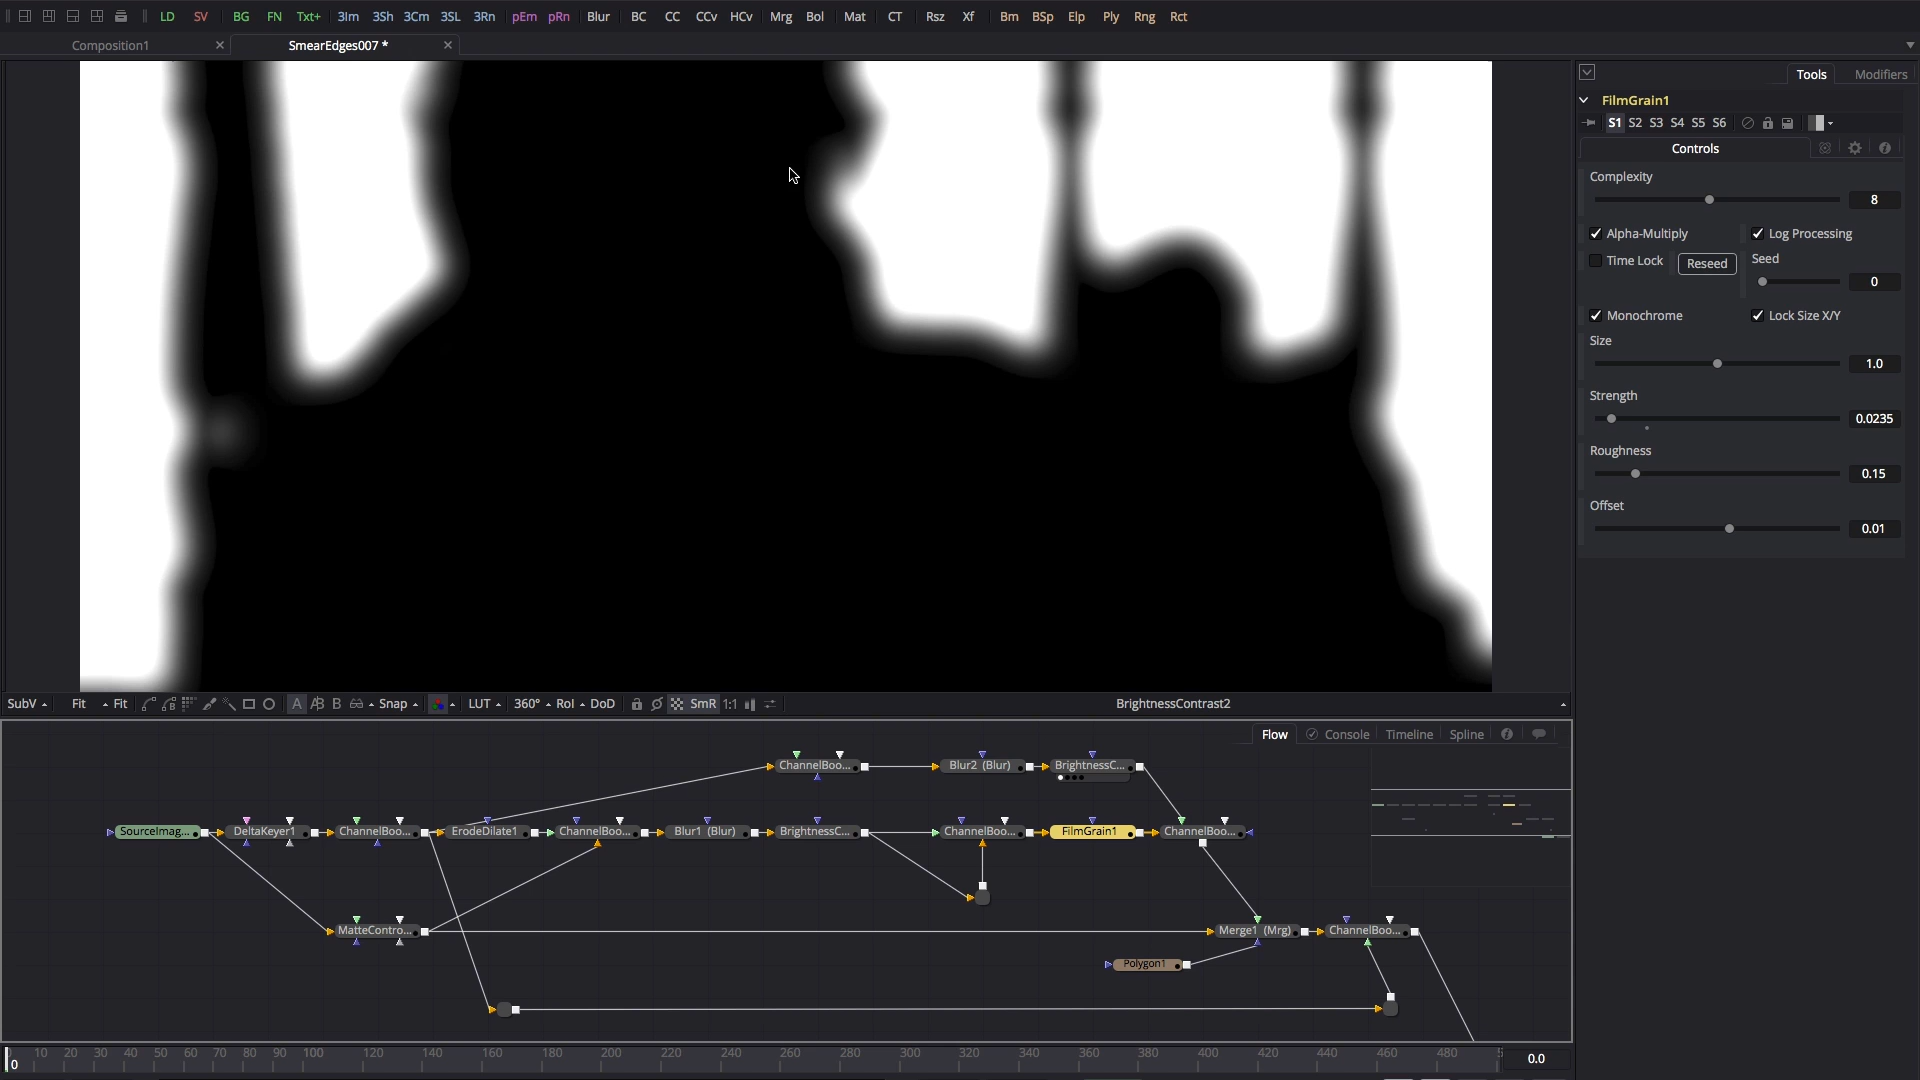 LD SV BG FN Txt+ 3Im 3Sh 3Cm 3SL 3Rn pEm pRn Blur BC CC CCv HCv Mrg Bol Mat CT Rsz Xf Bm BSp Elp Ply Rng Rct
Composition1 SmearEdges007 *
Tools Modifiers
FilmGrain1
S1 S2 S3 S4 S5 S6
Controls
Complexity
8
Alpha-Multiply Log Processing
Time Lock Reseed Seed
0
Monochrome Lock Size X/Y
Size
1.0
Strength
0.0235
Roughness
0.15
Offset
0.01
SubV Fit Fit A B Snap LUT 360° RoI DoD SmR 1:1 BrightnessContrast2
Flow Console Timeline Spline
ChannelBoo... Blur2 (Blur) BrightnessC...
SourceImag... DeltaKeyer1 ChannelBoo... ErodeDilate1 ChannelBoo... Blur1 (Blur) BrightnessC... ChannelBoo... FilmGrain1 ChannelBoo...
MatteContro... Merge1 (Mrg) ChannelBoo...
Polygon1
10 20 30 40 50 60 70 80 90 100 120 140 160 180 200 220 240 260 280 300 320 340 360 380 400 420 440 460 480
0 0.0